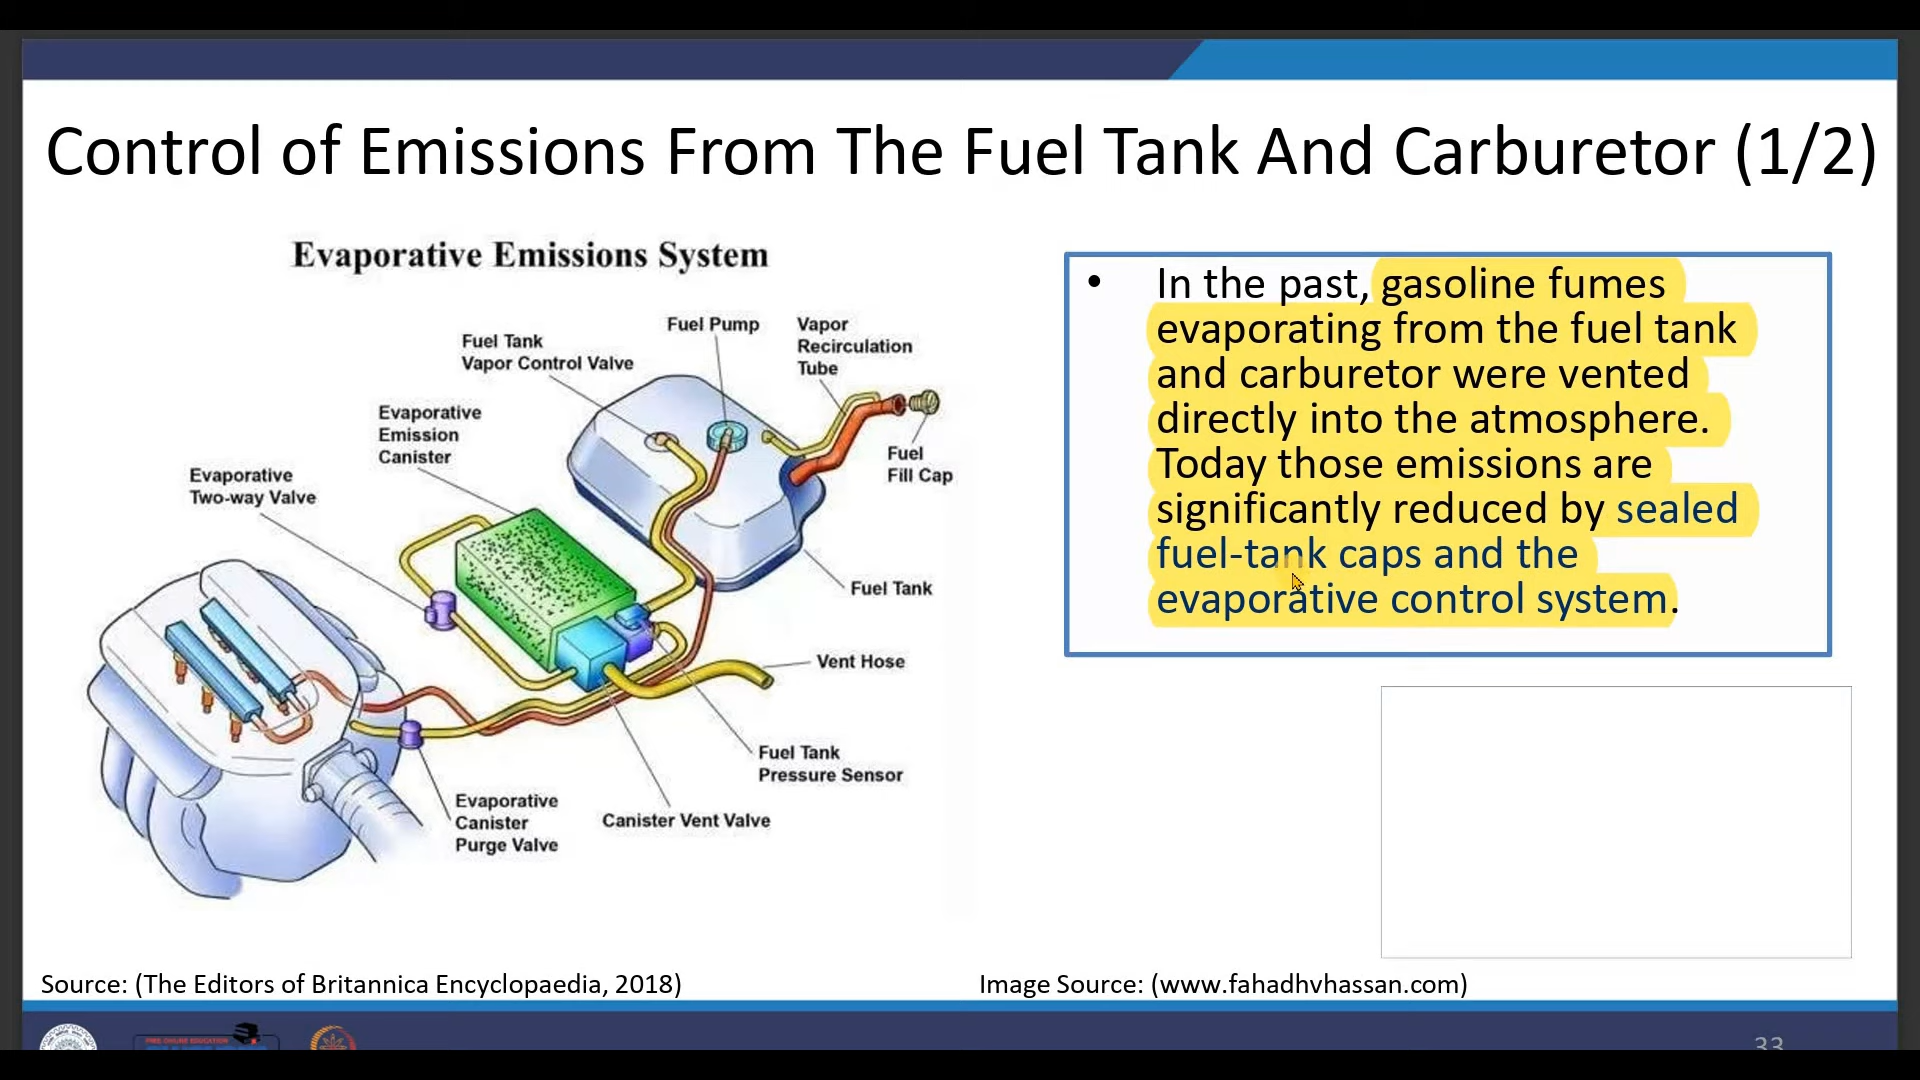 Control of Emissions From The Fuel Tank And Carburetor (1/2)
Evaporative Emissions System
Fuel Pump
Vapor
Recirculation
Tube
Fuel Tank
Vapor Control Valve
Evaporative
Emission
Canister
Fuel
Fill Cap
Evaporative
Two-way Valve
Fuel Tank
Vent Hose
Fuel Tank
Pressure Sensor
Evaporative
Canister
Purge Valve
Canister Vent Valve
• In the past, gasoline fumes
evaporating from the fuel tank
and carburetor were vented
directly into the atmosphere.
Today those emissions are
significantly reduced by sealed
fuel-tank caps and the
evaporative control system.
Source: (The Editors of Britannica Encyclopaedia, 2018)
Image Source: (www.fahadhvhassan.com)
FREE ONLINE EDUCATION
33